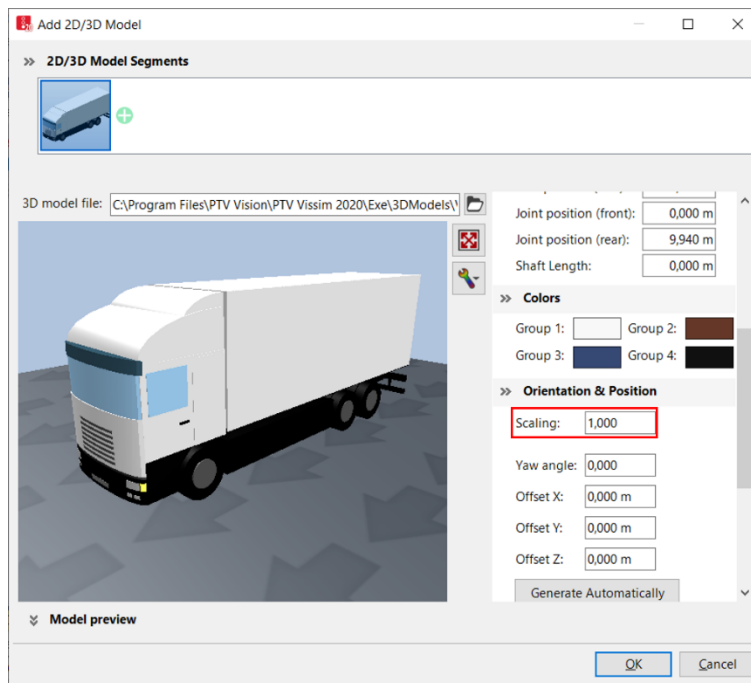 Add 2D/3D Model
2D/3D Model Segments
3D model file: C:\Program Files\PTV Vision\PTV Vissim 2020\Exe\3DModels\
Joint position (front): 0,000 m
Joint position (rear): 9,940 m
Shaft Length: 0,000 m
Colors
Group 1: Group 2:
Group 3: Group 4:
Orientation & Position
Scaling: 1,000
Yaw angle: 0,000
Offset X: 0,000 m
Offset Y: 0,000 m
Offset Z: 0,000 m
Generate Automatically
Model preview
OK Cancel